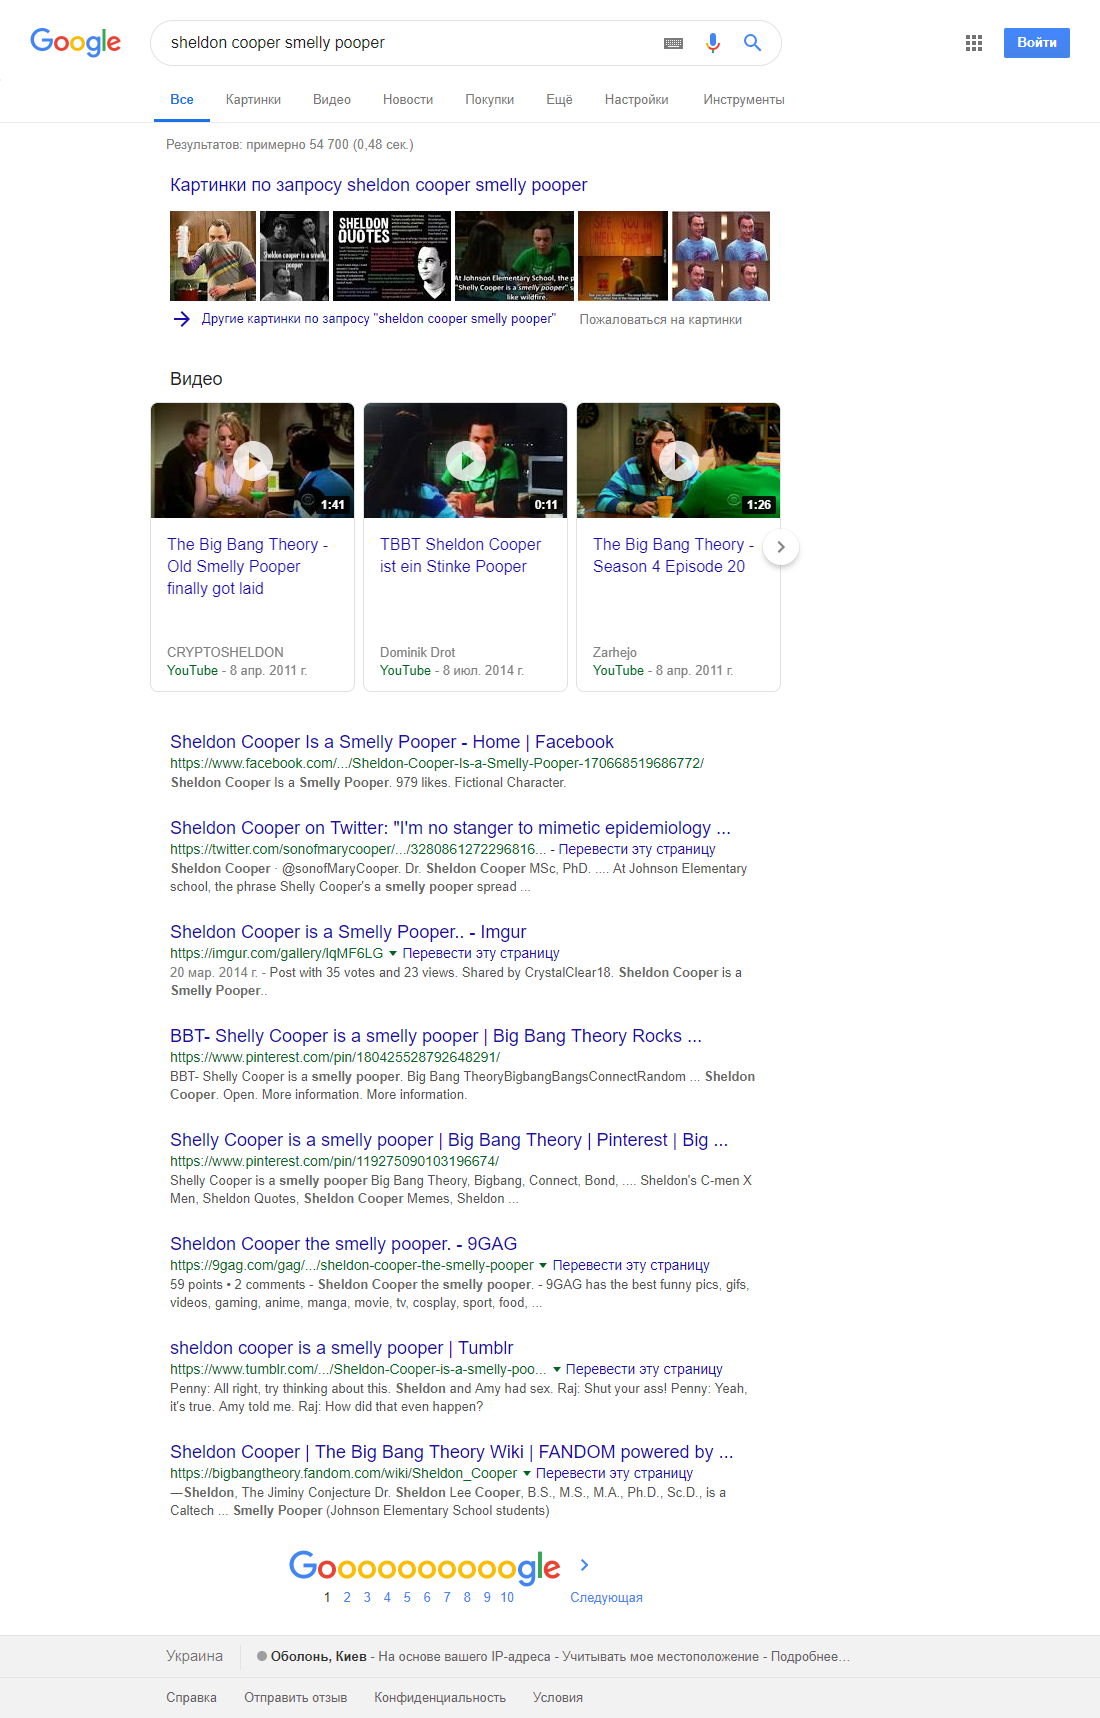 Google
sheldon cooper smelly pooper
Войти
Все Картинки Видео Новости Покупки Ещё Настройки Инструменты
Результатов: примерно 54 700 (0,48 сек.)
Картинки по запросу sheldon cooper smelly pooper
Sheldon cooper is a smelly
pooper
SHELDON
QUOTES
At Johnson Elementary School, the p
"Shelly Cooper is a smelly pooper" s
like wildfire.
Другие картинки по запросу "sheldon cooper smelly pooper" Пожаловаться на картинки
Видео
1:41 0:11 1:26
The Big Bang Theory -
Old Smelly Pooper
finally got laid
CRYPTOSHELDON
YouTube - 8 апр. 2011 г.
TBBT Sheldon Cooper
ist ein Stinke Pooper
Dominik Drot
YouTube - 8 июл. 2014 г.
The Big Bang Theory -
Season 4 Episode 20
Zarhejo
YouTube - 8 апр. 2011 г.
Sheldon Cooper Is a Smelly Pooper - Home | Facebook
https://www.facebook.com/.../Sheldon-Cooper-Is-a-Smelly-Pooper-170668519686772/
Sheldon Cooper Is a Smelly Pooper. 979 likes. Fictional Character.
Sheldon Cooper on Twitter: "I'm no stanger to mimetic epidemiology ...
https://twitter.com/sonofmarycooper/.../3280861272296816... - Перевести эту страницу
Sheldon Cooper · @sonofMaryCooper. Dr. Sheldon Cooper MSc, PhD. .... At Johnson Elementary
school, the phrase Shelly Cooper's a smelly pooper spread ...
Sheldon Cooper is a Smelly Pooper.. - Imgur
https://imgur.com/gallery/lqMF6LG Перевести эту страницу
20 мар. 2014 г. - Post with 35 votes and 23 views. Shared by CrystalClear18. Sheldon Cooper is a
Smelly Pooper..
BBT- Shelly Cooper is a smelly pooper | Big Bang Theory Rocks ...
https://www.pinterest.com/pin/180425528792648291/
BBT- Shelly Cooper is a smelly pooper. Big Bang TheoryBigbangBangsConnectRandom ... Sheldon
Cooper. Open. More information. More information.
Shelly Cooper is a smelly pooper | Big Bang Theory | Pinterest | Big ...
https://www.pinterest.com/pin/119275090103196674/
Shelly Cooper is a smelly pooper Big Bang Theory, Bigbang, Connect, Bond, .... Sheldon's C-men X
Men, Sheldon Quotes, Sheldon Cooper Memes, Sheldon ...
Sheldon Cooper the smelly pooper. - 9GAG
https://9gag.com/gag/.../sheldon-cooper-the-smelly-pooper Перевести эту страницу
59 points • 2 comments - Sheldon Cooper the smelly pooper. - 9GAG has the best funny pics, gifs,
videos, gaming, anime, manga, movie, tv, cosplay, sport, food, ...
sheldon cooper is a smelly pooper | Tumblr
https://www.tumblr.com/.../Sheldon-Cooper-is-a-smelly-poo... Перевести эту страницу
Penny: All right, try thinking about this. Sheldon and Amy had sex. Raj: Shut your ass! Penny: Yeah,
it's true. Amy told me. Raj: How did that even happen?
Sheldon Cooper | The Big Bang Theory Wiki | FANDOM powered by ...
https://bigbangtheory.fandom.com/wiki/Sheldon_Cooper Перевести эту страницу
—Sheldon, The Jiminy Conjecture Dr. Sheldon Lee Cooper, B.S., M.S., M.A., Ph.D., Sc.D., is a
Caltech ... Smelly Pooper (Johnson Elementary School students)
Goooooooooogle
1 2 3 4 5 6 7 8 9 10 Следующая
Украина Оболонь, Киев - На основе вашего IP-адреса - Учитывать мое местоположение - Подробнее…
Справка Отправить отзыв Конфиденциальность Условия